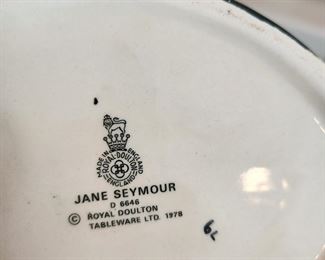 MADE IN ENGLAND
ROYAL DOULTON
ENGLAND
JANE SEYMOUR
D 6646
© ROYAL DOULTON
TABLEWARE LTD. 1978